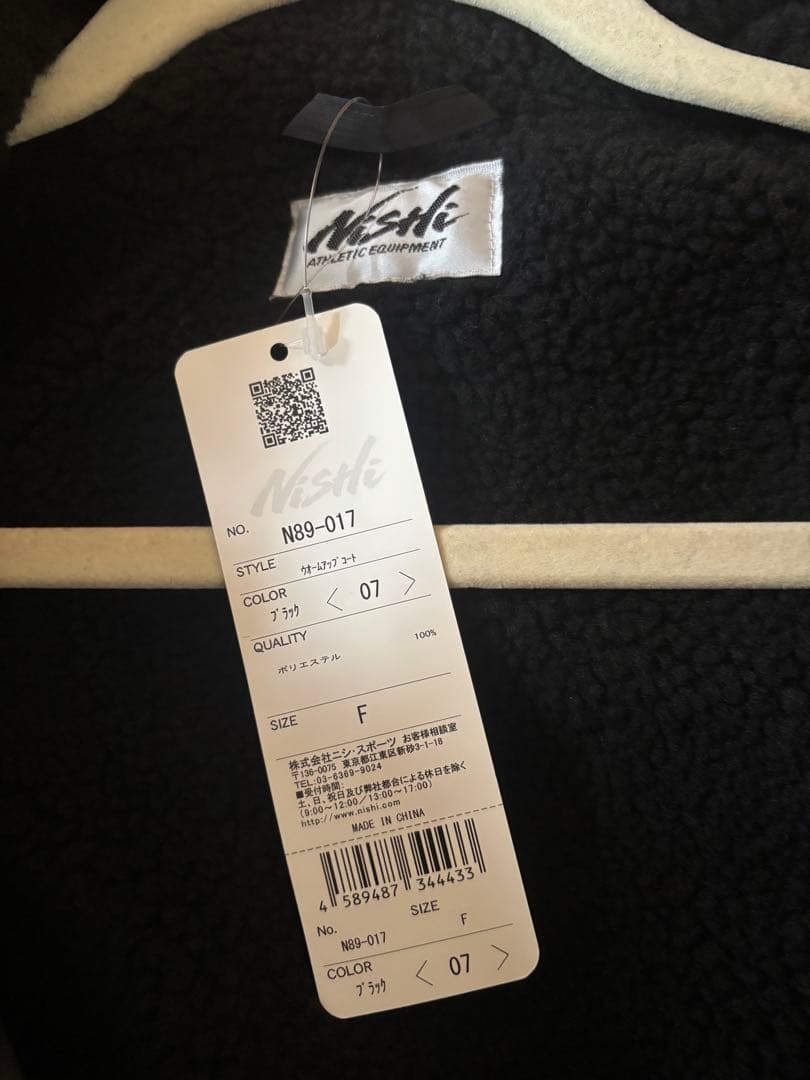 NiSHi
ATHLETIC EQUIPMENT
NiSHi
NO. N89-017
STYLE ｳｵｰﾑｱｯﾌﾟｺｰﾄ
COLOR
ﾌﾞﾗｯｸ < 07 >
QUALITY
ポリエステル 100%
SIZE F
株式会社ニシ・スポーツ お客様相談室
〒136-0075 東京都江東区新砂3-1-18
TEL:03-6369-9024
■受付時間:
土、日、祝日及び弊社都合による休日を除く
(9:00～12:00／13:00～17:00)
http://www.nishi.com
MADE IN CHINA
4 589487 344433
No. SIZE
N89-017 F
COLOR
ﾌﾞﾗｯｸ < 07 >